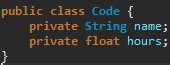 public class Code {
    private String name;
    private float hours;
}